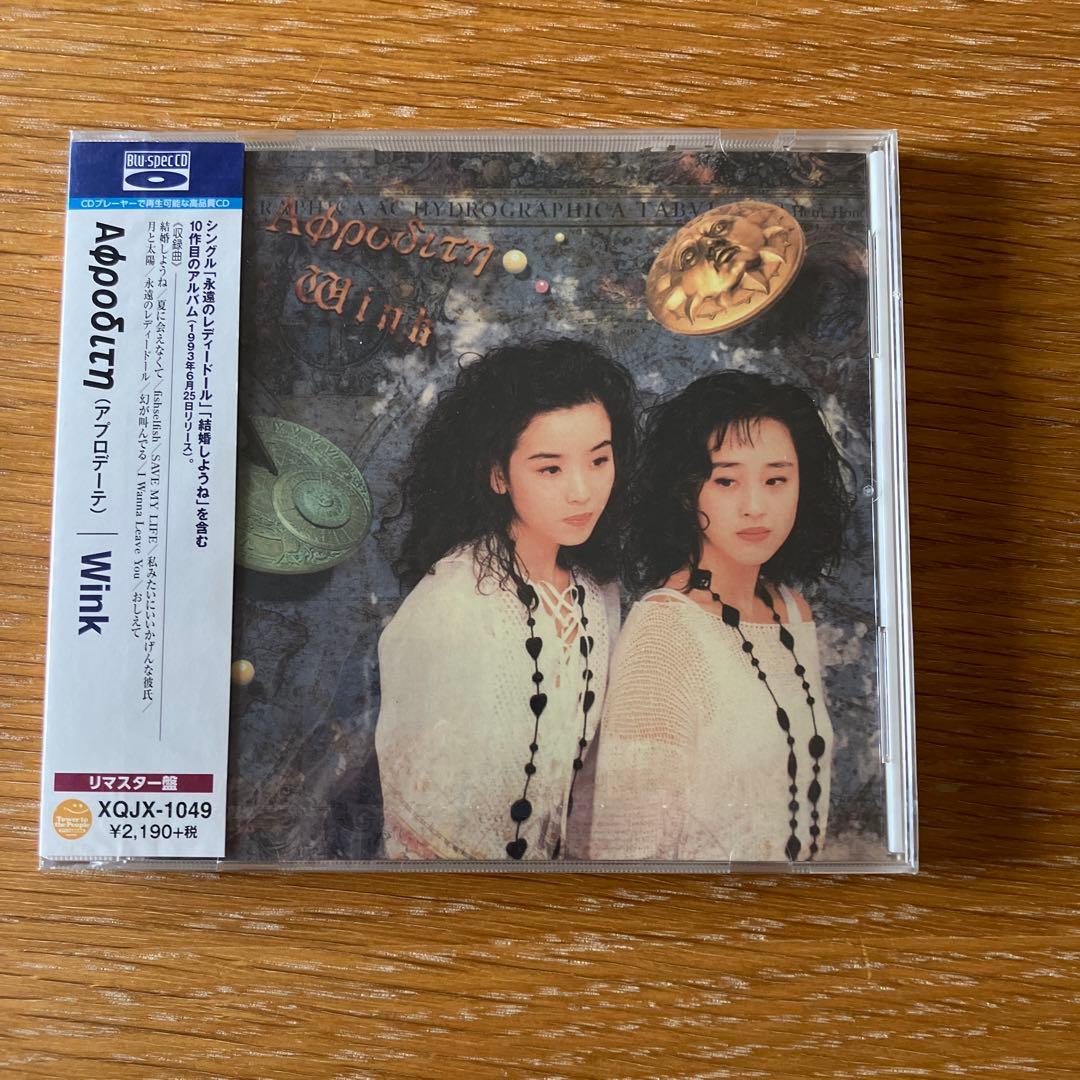 Blu-spec CD
CDプレーヤーで再生可能な高品質CD
Αφροδιτη（アプロデーテ）｜Wink
シングル「永遠のレディードール」「結婚しようね」を含む
10作目のアルバム（1993年6月25日リリース）。
《収録曲》
結婚しようね／夏に会えなくて／fishselfish／SAVE MY LIFE／私みたいにいいかげんな彼氏／
月と太陽／永遠のレディードール／幻が叫んでる／I Wanna Leave You／おしえて
リマスター盤
Tower to
the People
XQJX-1049
¥2,190+税
RAPHICA AC HYDROGRAPHICA TABV
Αφροδιτη
Wink